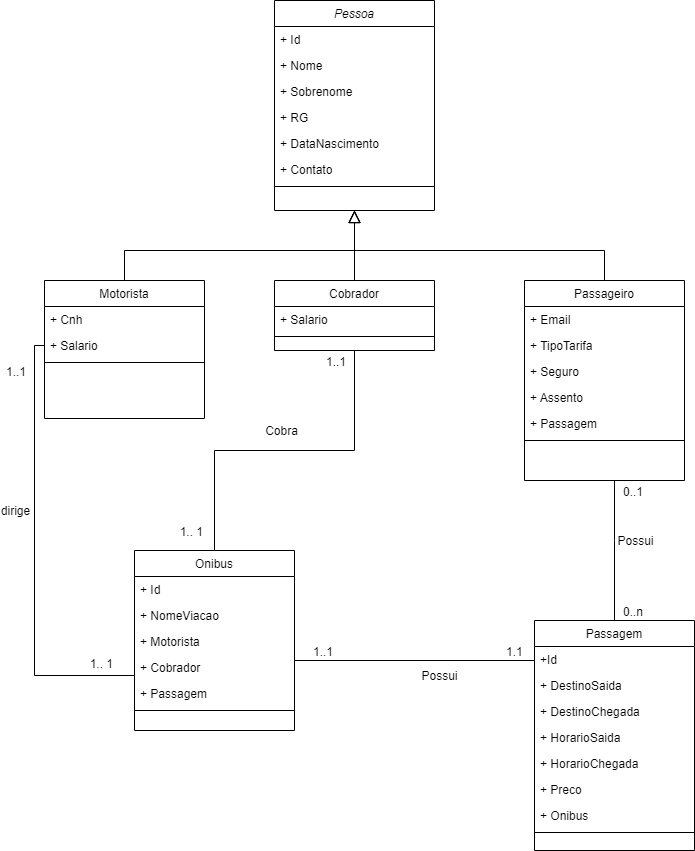 Pessoa
+ Id
+ Nome
+ Sobrenome
+ RG
+ DataNascimento
+ Contato
Motorista
+ Cnh
+ Salario
Cobrador
+ Salario
Passageiro
+ Email
+ TipoTarifa
+ Seguro
+ Assento
+ Passagem
1..1
1..1
Cobra
1.. 1
dirige
1.. 1
0..1
Possui
0..n
Onibus
+ Id
+ NomeViacao
+ Motorista
+ Cobrador
+ Passagem
1..1
1.1
Possui
Passagem
+Id
+ DestinoSaida
+ DestinoChegada
+ HorarioSaida
+ HorarioChegada
+ Preco
+ Onibus